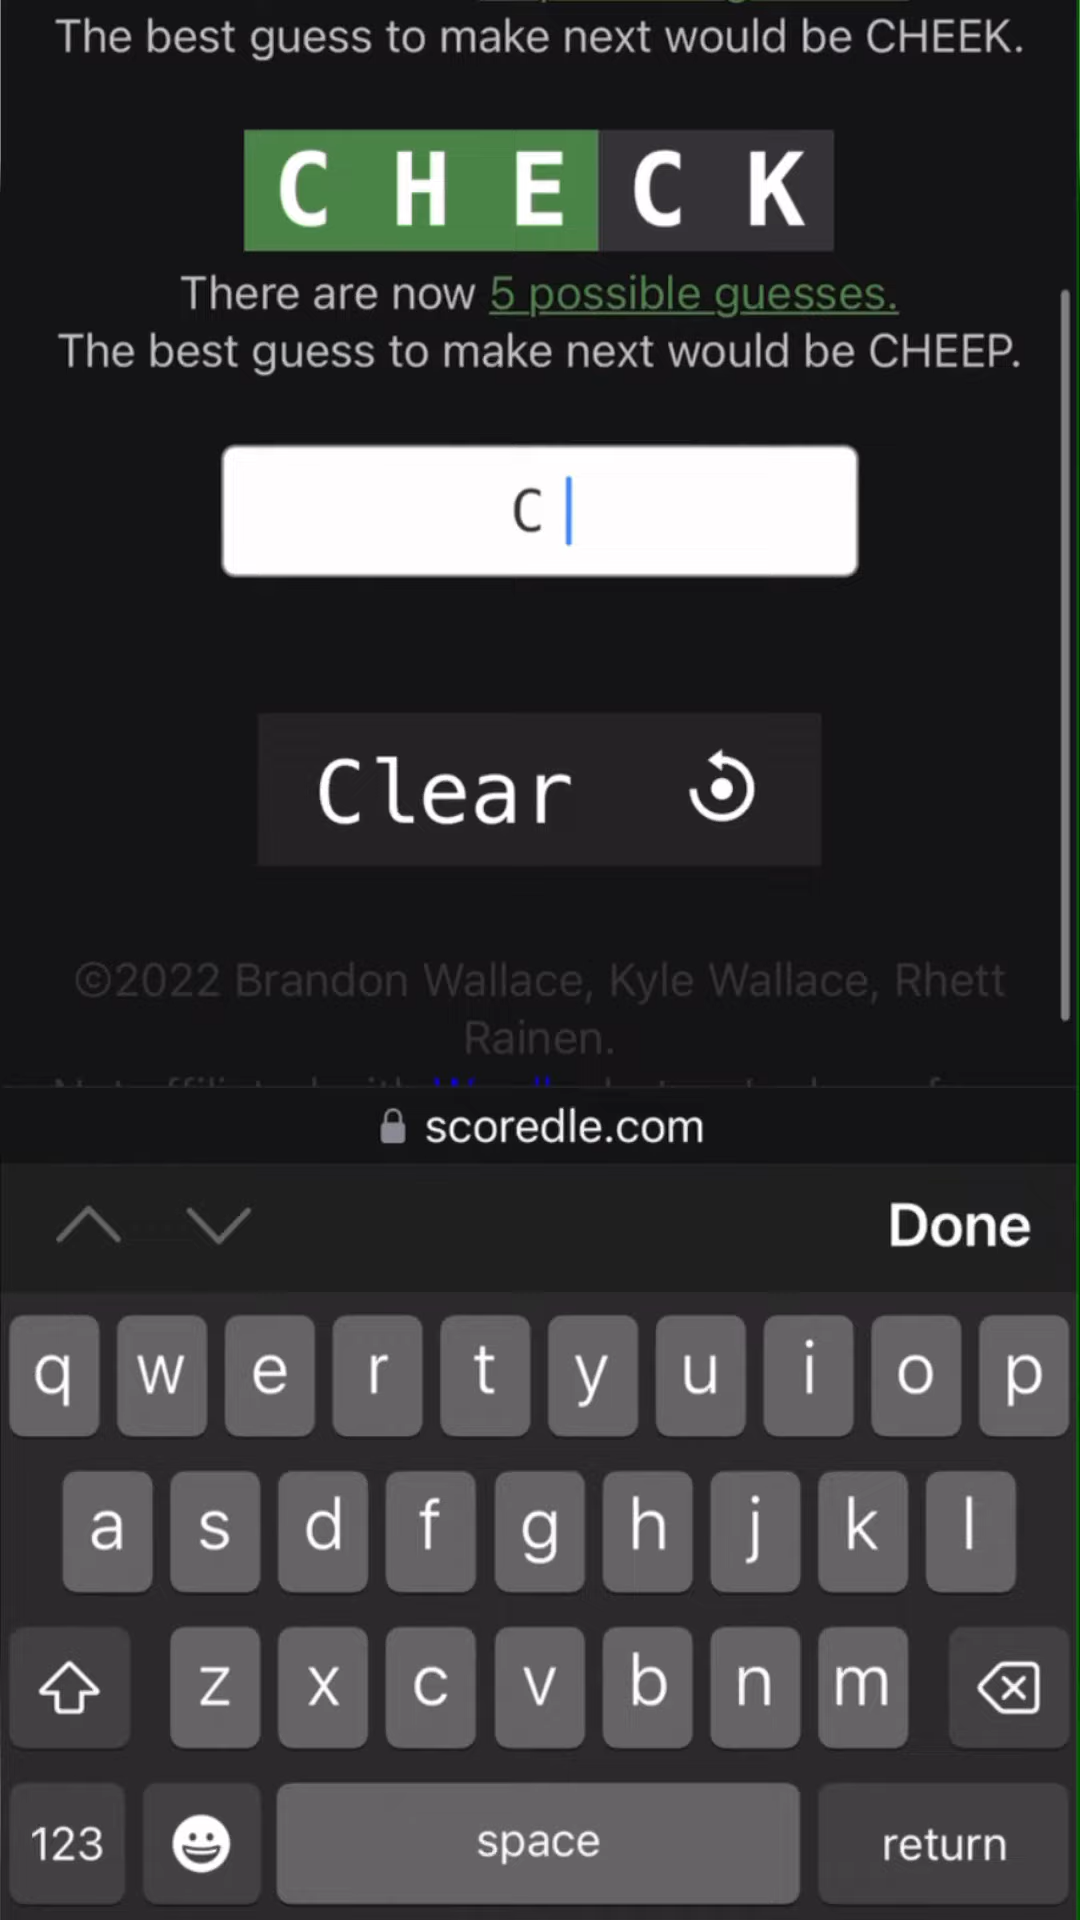 The best guess to make next would be CHEEK.
C H E C K
There are now 5 possible guesses.
The best guess to make next would be CHEEP.
C
Clear
©2022 Brandon Wallace, Kyle Wallace, Rhett
Rainen.
scoredle.com
Done
q w e r t y u i o p
a s d f g h j k l
z x c v b n m
123 space return